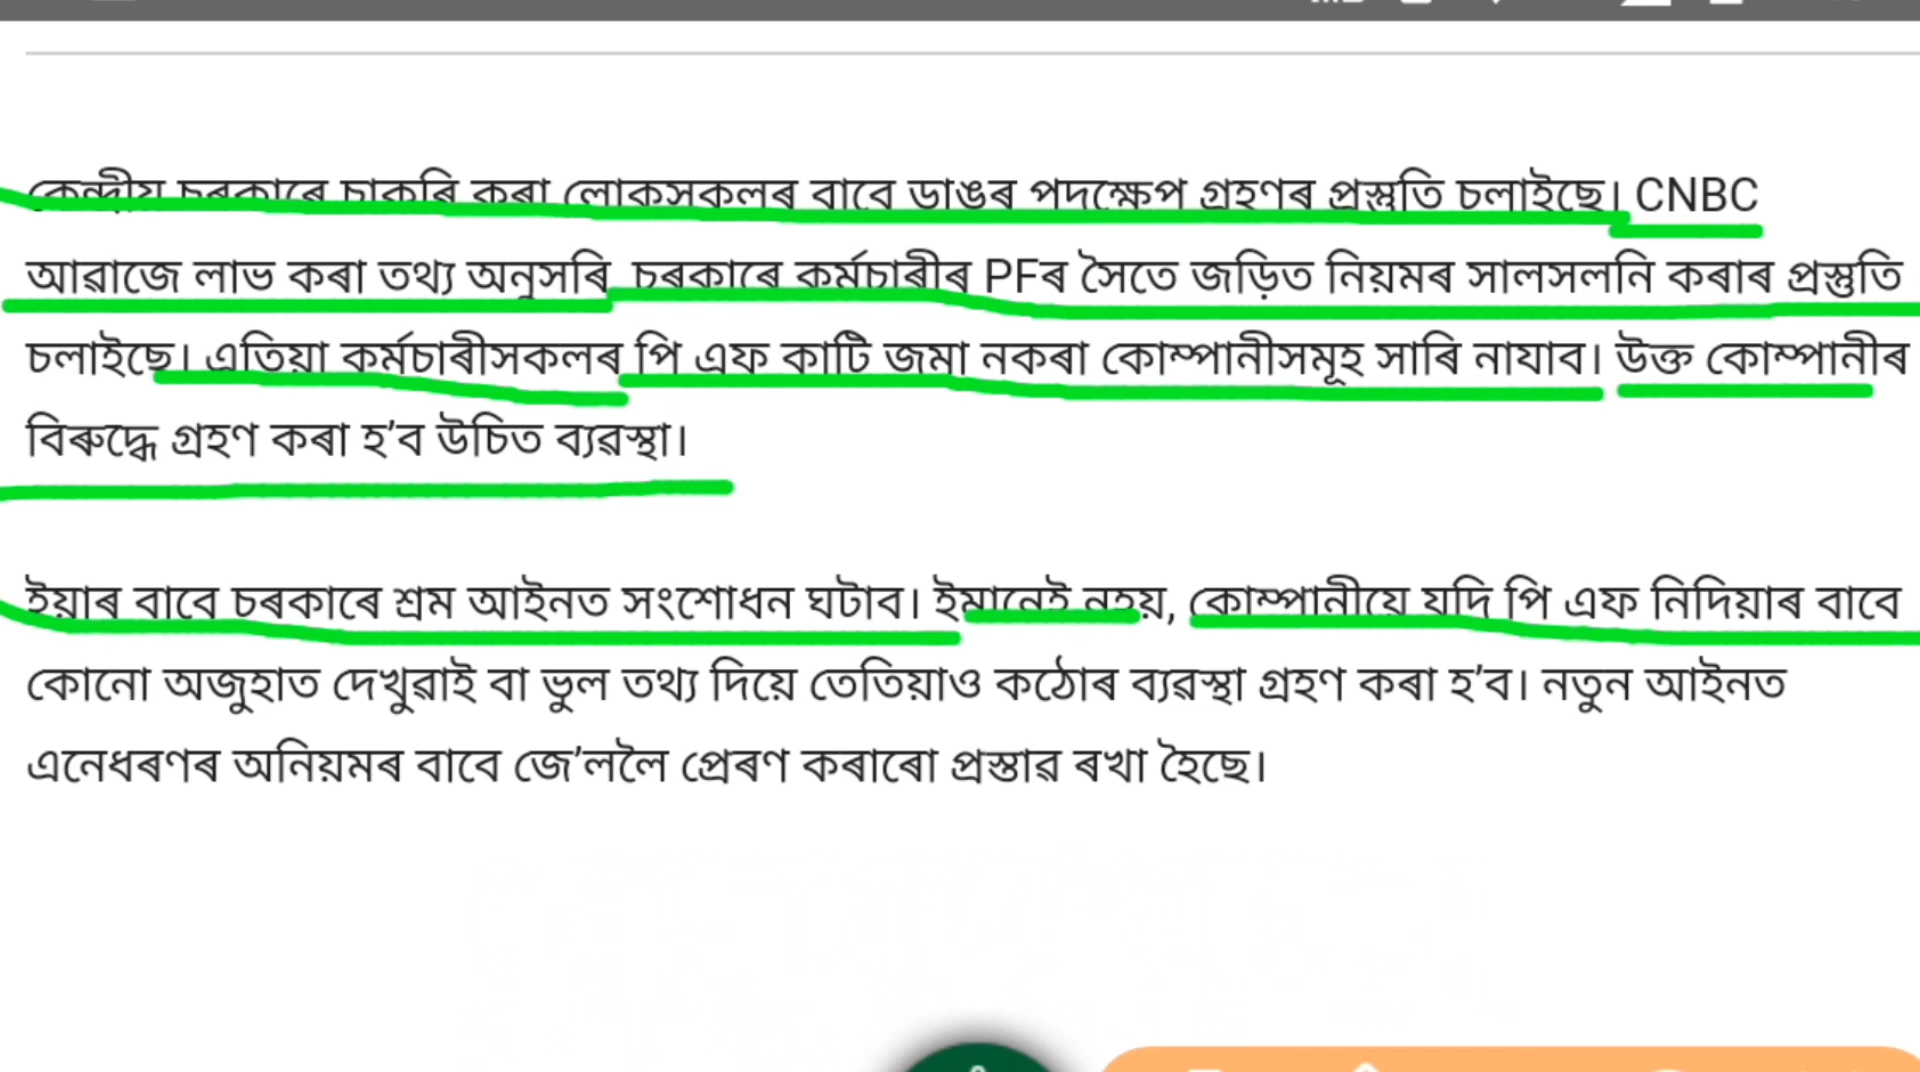 কেন্দ্ৰীয় চৰকাৰে চাকৰি কৰা লোকসকলৰ বাবে ডাঙৰ পদক্ষেপ গ্ৰহণৰ প্ৰস্তুতি চলাইছে। CNBC
আৱাজে লাভ কৰা তথ্য অনুসৰি চৰকাৰে কৰ্মচাৰীৰ PFৰ সৈতে জড়িত নিয়মৰ সালসলনি কৰাৰ প্ৰস্তুতি
চলাইছে। এতিয়া কৰ্মচাৰীসকলৰ পি এফ কাটি জমা নকৰা কোম্পানীসমূহ সাৰি নাযাব। উক্ত কোম্পানীৰ
বিৰুদ্ধে গ্ৰহণ কৰা হ’ব উচিত ব্যৱস্থা।
ইয়াৰ বাবে চৰকাৰে শ্ৰম আইনত সংশোধন ঘটাব। ইমানেই নহয়, কোম্পানীয়ে যদি পি এফ নিদিয়াৰ বাবে
কোনো অজুহাত দেখুৱাই বা ভুল তথ্য দিয়ে তেতিয়াও কঠোৰ ব্যৱস্থা গ্ৰহণ কৰা হ’ব। নতুন আইনত
এনেধৰণৰ অনিয়মৰ বাবে জে’ললৈ প্ৰেৰণ কৰাৰো প্ৰস্তাৱ ৰখা হৈছে।